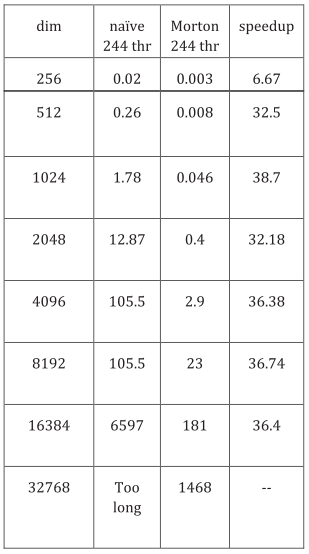 dim naïve Morton speedup
244 thr 244 thr
256 0.02 0.003 6.67
512 0.26 0.008 32.5
1024 1.78 0.046 38.7
2048 12.87 0.4 32.18
4096 105.5 2.9 36.38
8192 105.5 23 36.74
16384 6597 181 36.4
32768 Too 1468 --
long